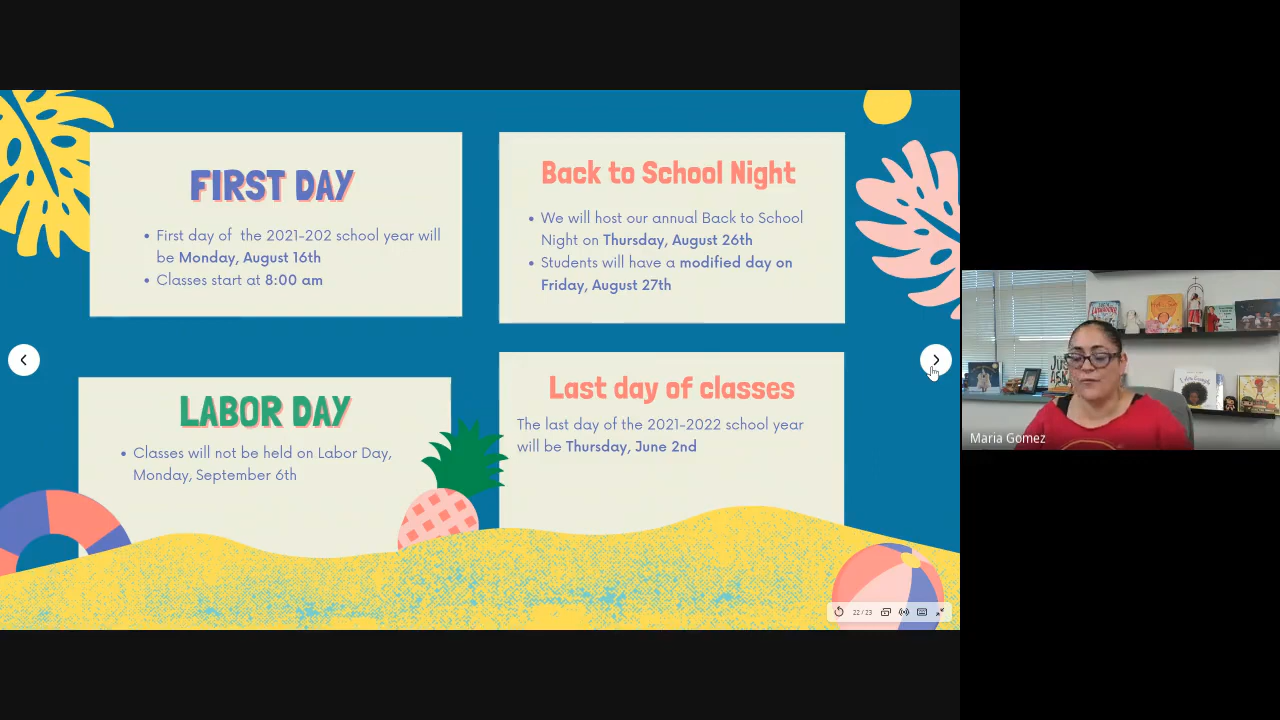 FIRST DAY
• First day of  the 2021-202 school year will
be Monday, August 16th
• Classes start at 8:00 am
Back to School Night
• We will host our annual Back to School
Night on Thursday, August 26th
• Students will have a modified day on
Friday, August 27th
LABOR DAY
• Classes will not be held on Labor Day,
Monday, September 6th
Last day of classes
The last day of the 2021-2022 school year
will be Thursday, June 2nd
22 / 23
Maria Gomez